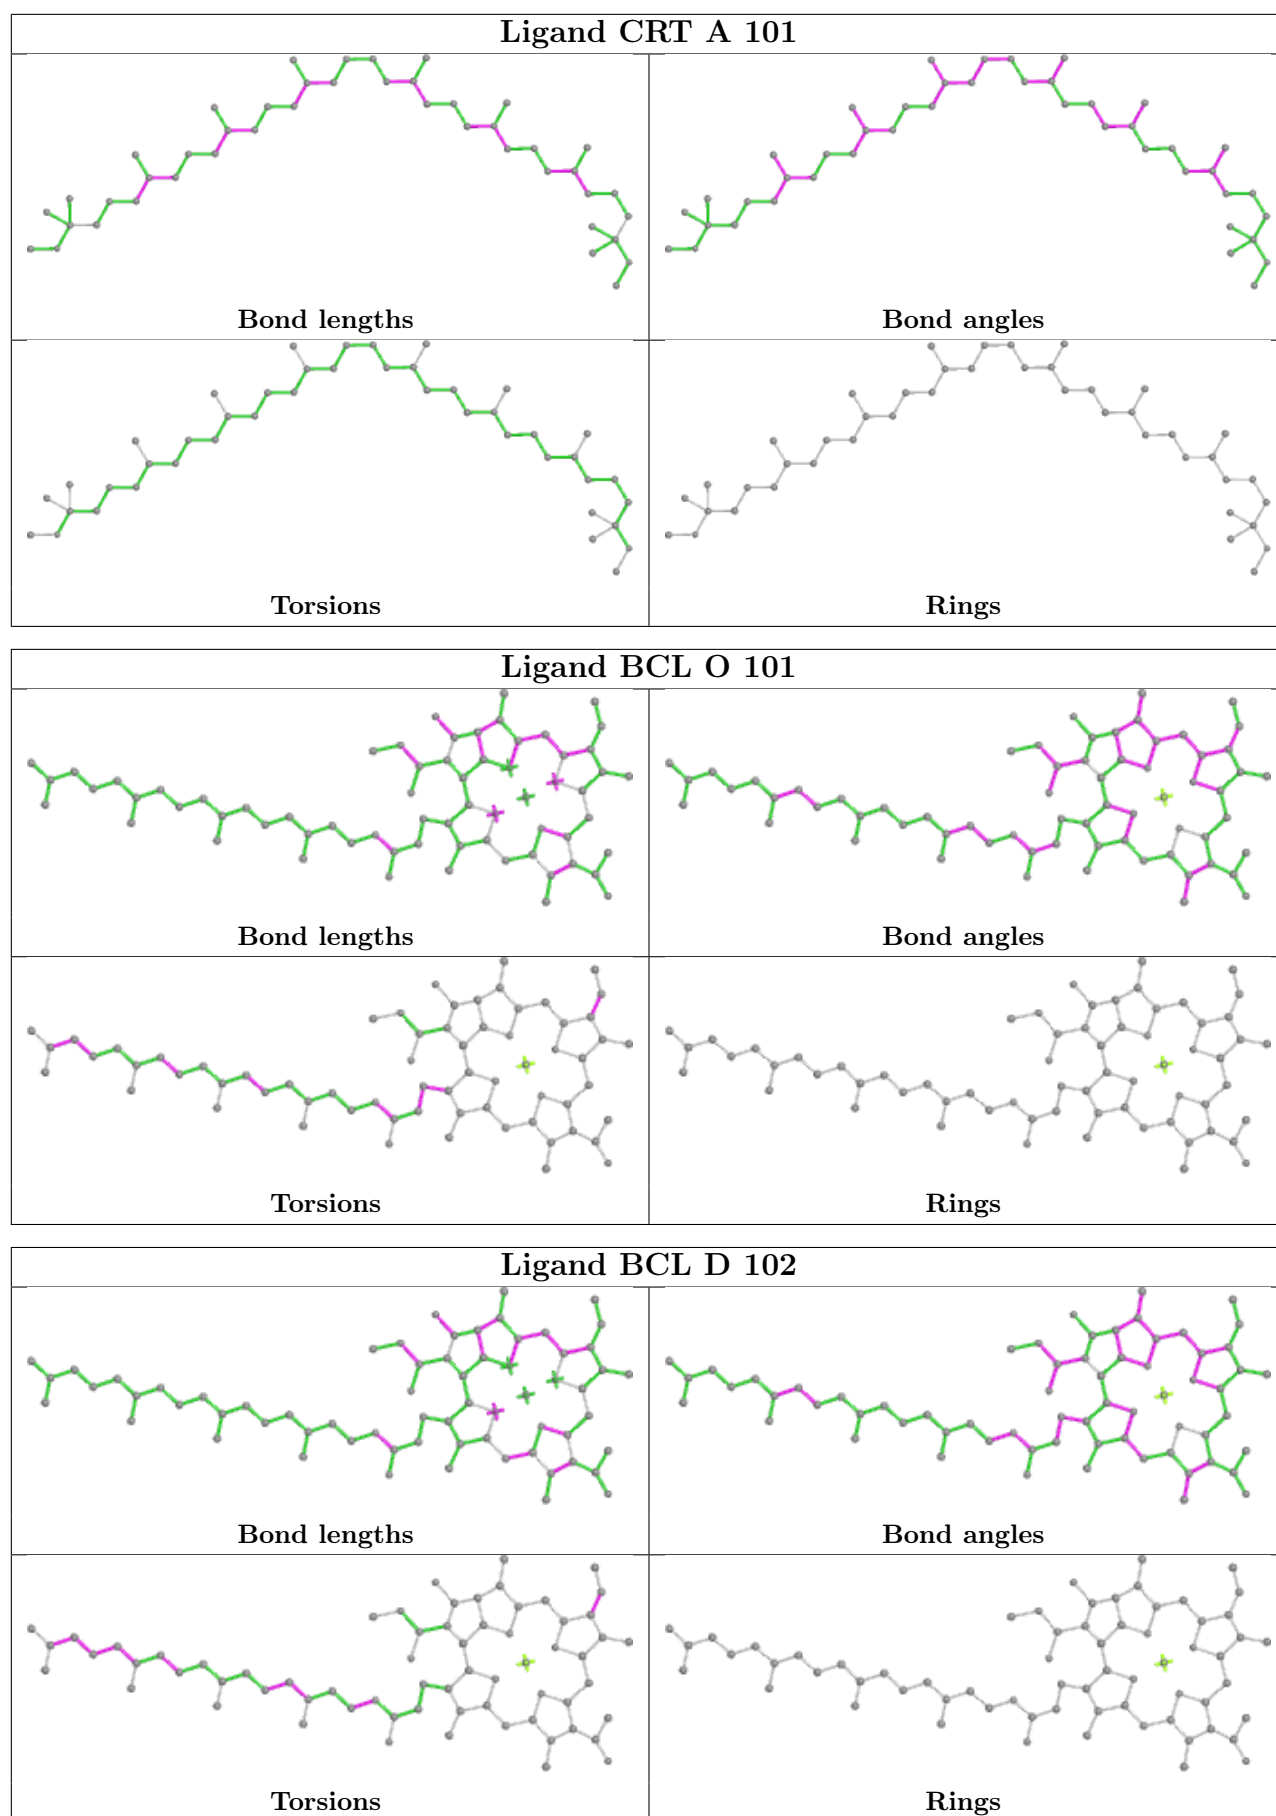 Ligand CRT A 101
Bond lengths
Bond angles
Torsions
Rings
Ligand BCL O 101
Bond lengths
Bond angles
Torsions
Rings
Ligand BCL D 102
Bond lengths
Bond angles
Torsions
Rings